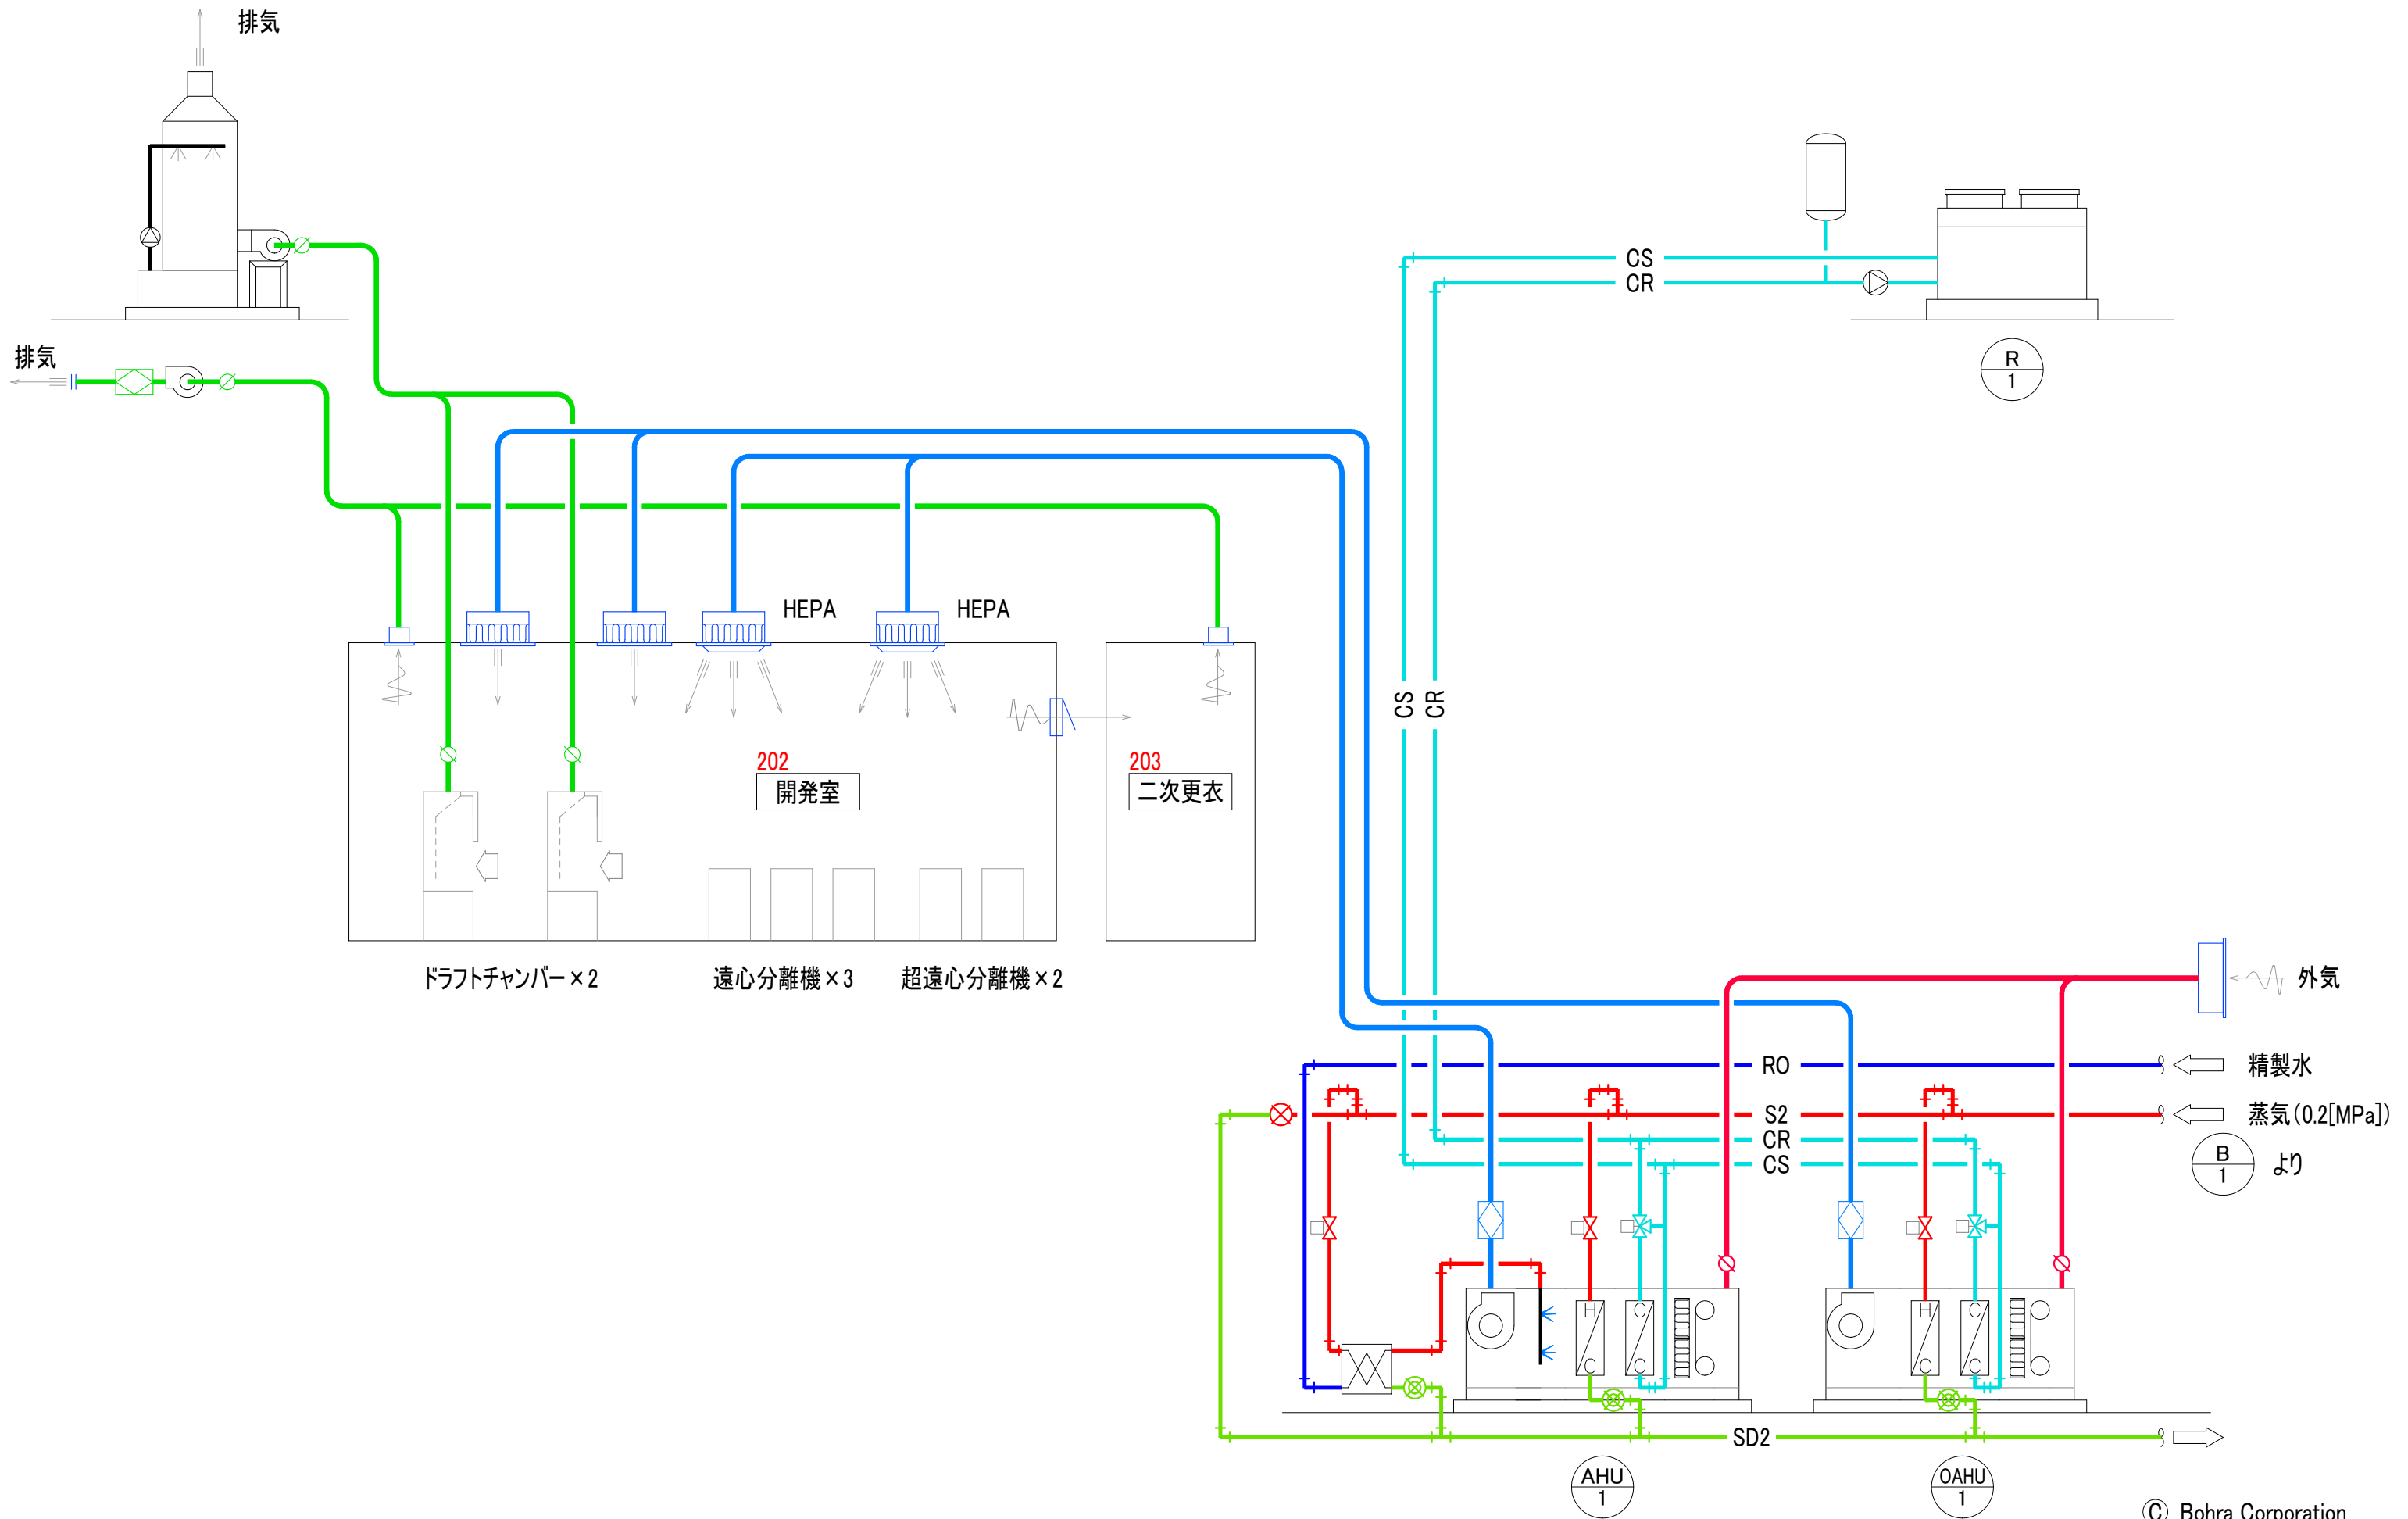 排気
排気
CS
CR
R
1
HEPA
HEPA
CS
CR
202
開発室
203
二次更衣
ドラフトチャンバー×2
遠心分離機×3
超遠心分離機×2
外気
RO
精製水
S2
蒸気(0.2[MPa])
CR
CS
B
1
より
H
C
C
C
H
C
C
C
SD2
AHU
1
OAHU
1
Ⓒ Bohra Corporation